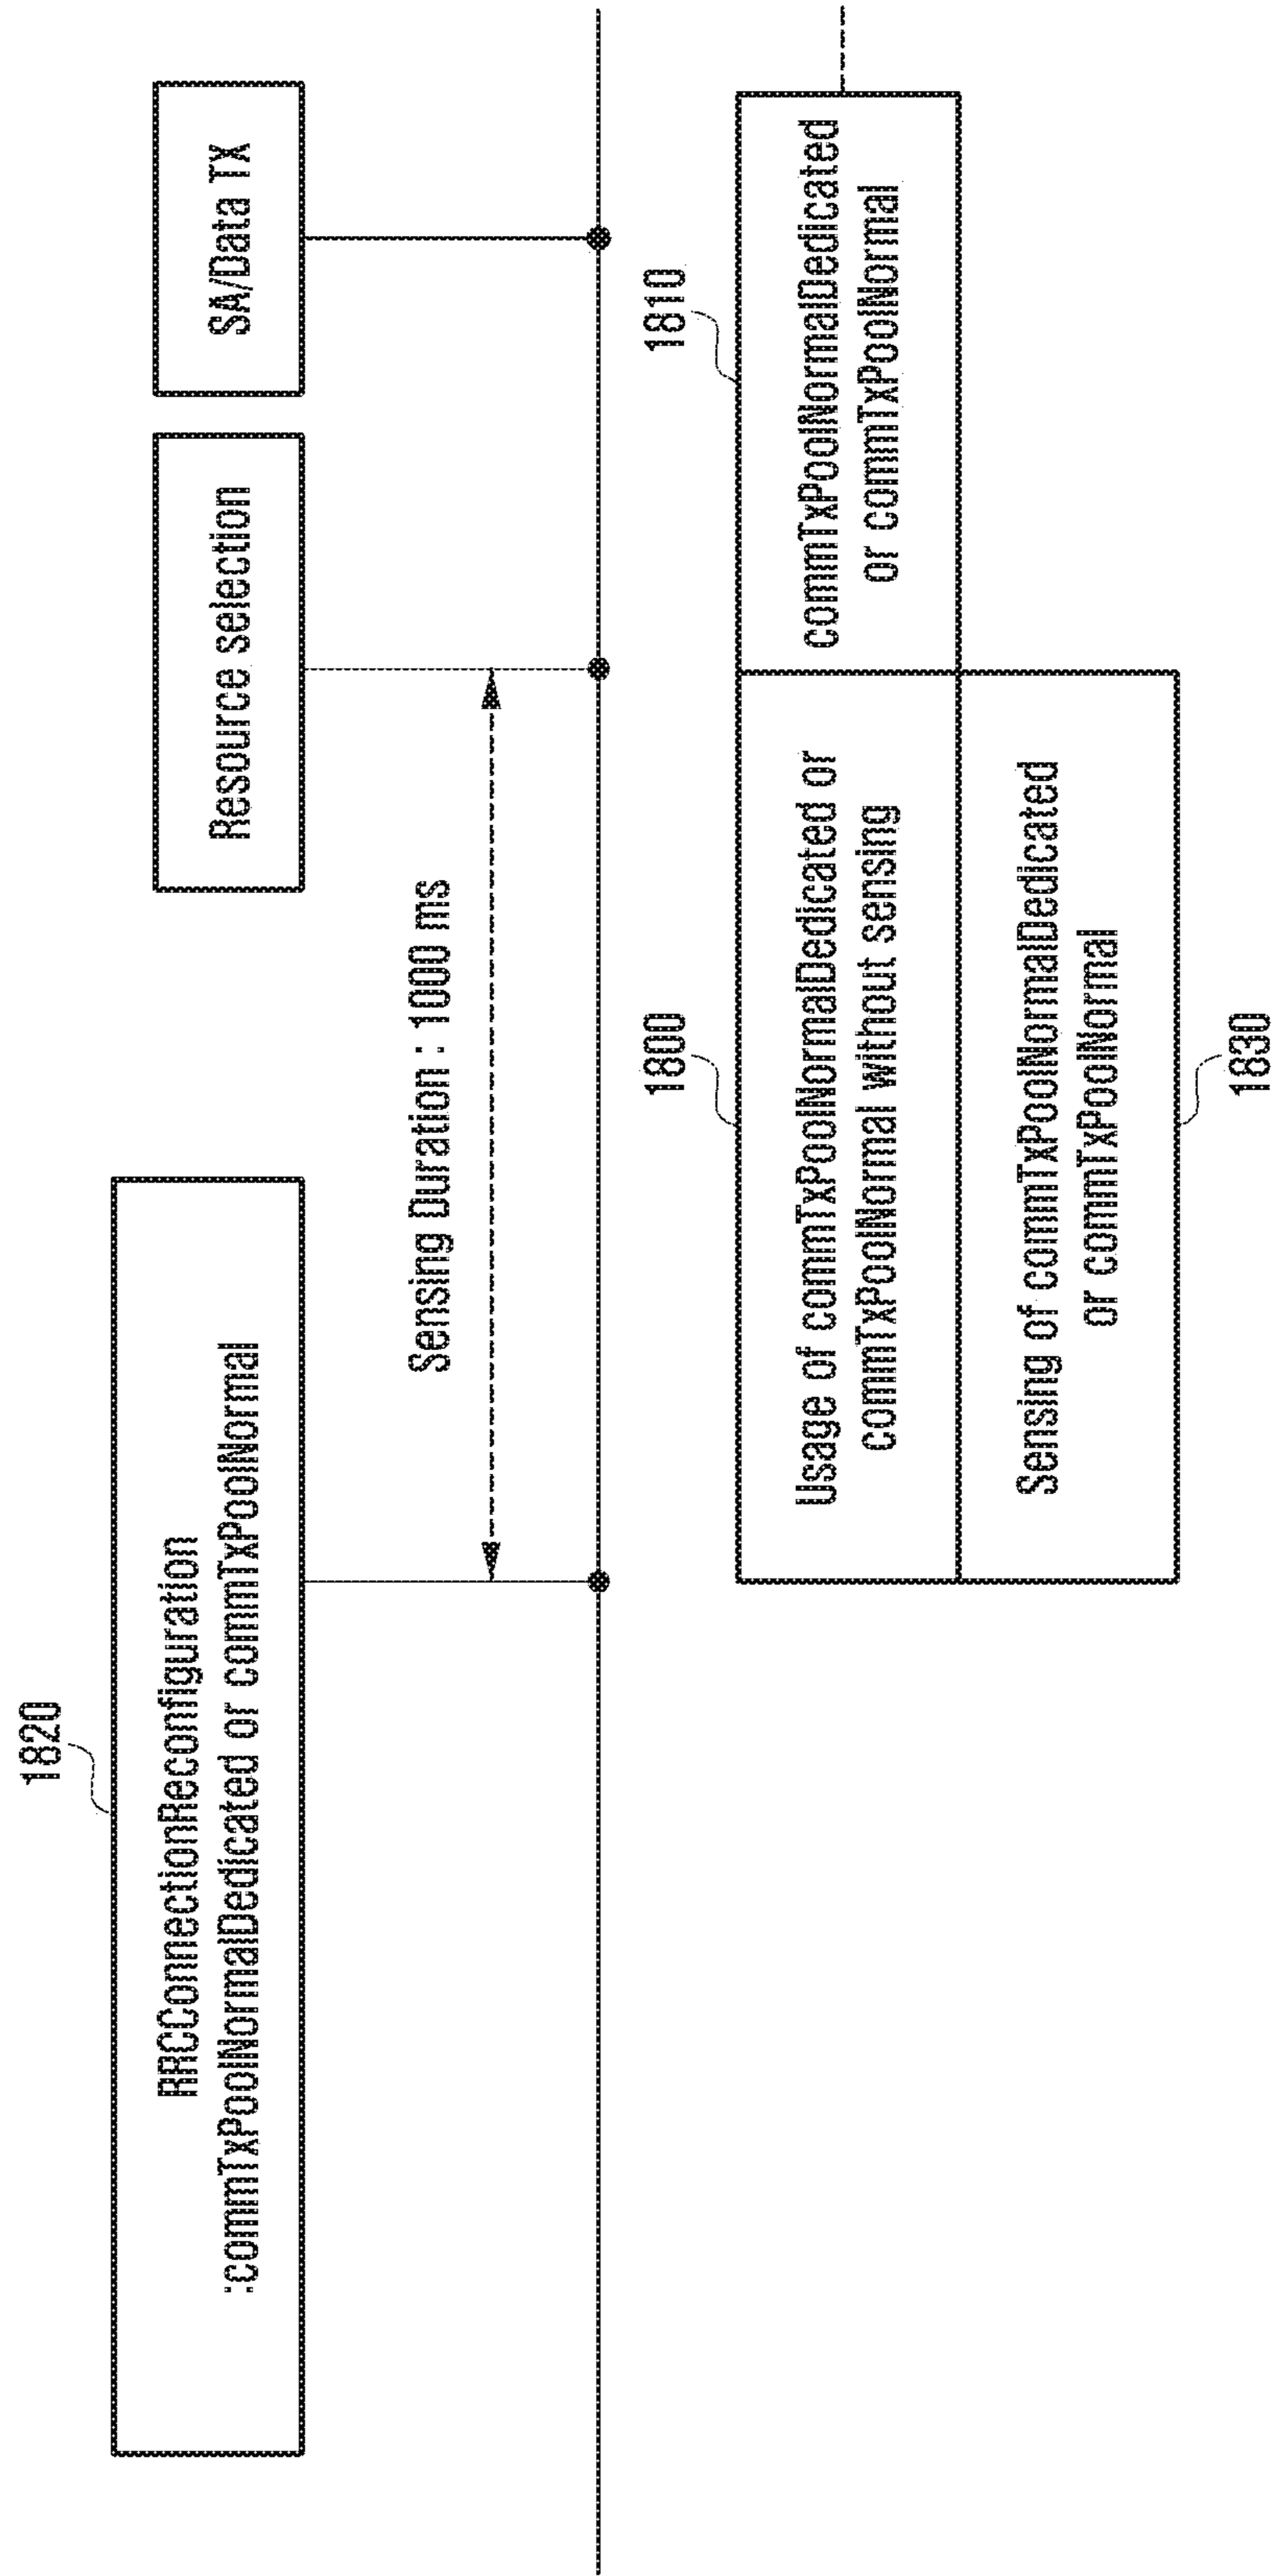 1820
RRCConnectionReconfiguration
:commTxPoolNormalDedicated or commTxPoolNormal
Resource selection
SA/Data TX
Sensing Duration : 1000 ms
1800
1810
Usage of commTxPoolNormalDedicated or
commTxPoolNormal without sensing
commTxPoolNormalDedicated
or commTxPoolNormal
Sensing of commTxPoolNormalDedicated
or commTxPoolNormal
1830